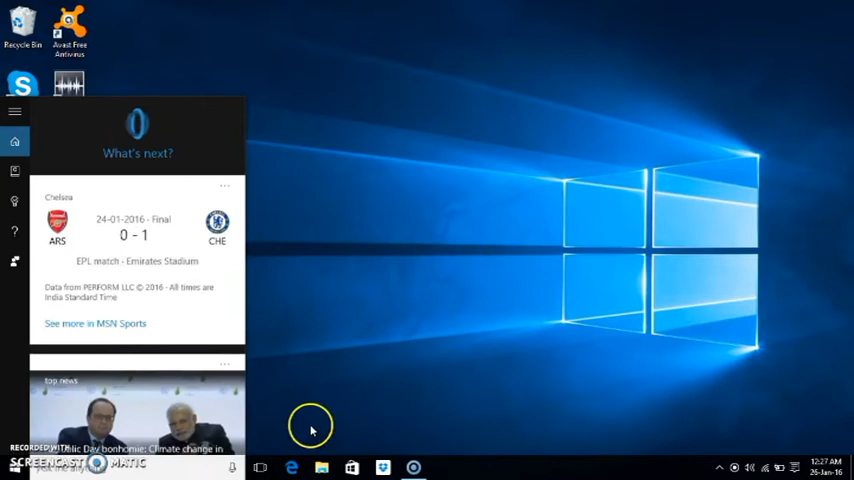 Recycle Bin
Avast Free
Antivirus
What's next?
Chelsea
24-01-2016 - Final
0 - 1
ARS
CHE
EPL match - Emirates Stadium
Data from PERFORM LLC © 2016 - All times are
India Standard Time
See more in MSN Sports
top news
Day bonhomie: Climate change in
RECORDED WITH
SCREENCAST MATIC
12:27 AM
26-Jan-16